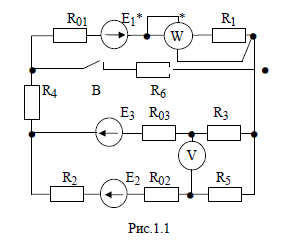 R01 E1* * R1
W
R4 В R6
E3 R03 R3
V
R2 E2 R02 R5
Рис.1.1